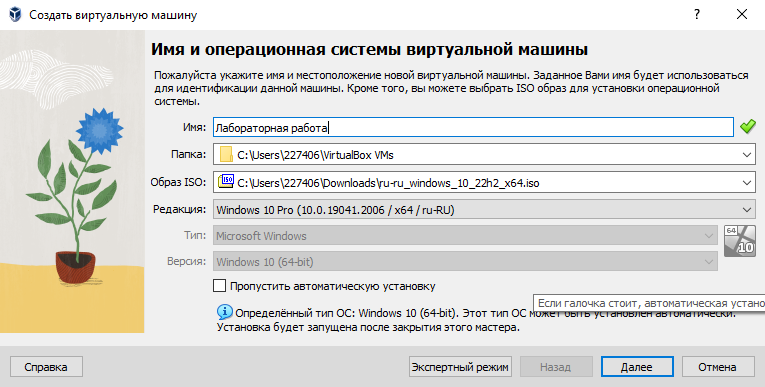 Создать виртуальную машину
Имя и операционная системы виртуальной машины
Пожалуйста укажите имя и местоположение новой виртуальной машины. Заданное Вами имя будет использоваться
для идентификации данной машины. Кроме того, вы можете выбрать ISO образ для установки операционной
системы.
Имя: Лабораторная работа
Папка: C:\Users\227406\VirtualBox VMs
Образ ISO: ISO C:\Users\227406\Downloads\ru-ru_windows_10_22h2_x64.iso
Редакция: Windows 10 Pro (10.0.19041.2006 / x64 / ru-RU)
Тип: Microsoft Windows
64
10
Версия: Windows 10 (64-bit)
Пропустить автоматическую установку
Если галочка стоит, автоматическая устано
Определённый тип ОС: Windows 10 (64-bit). Этот тип ОС может быть установлен автоматически.
Установка будет запущена после закрытия этого мастера.
Справка Экспертный режим Назад Далее Отмена